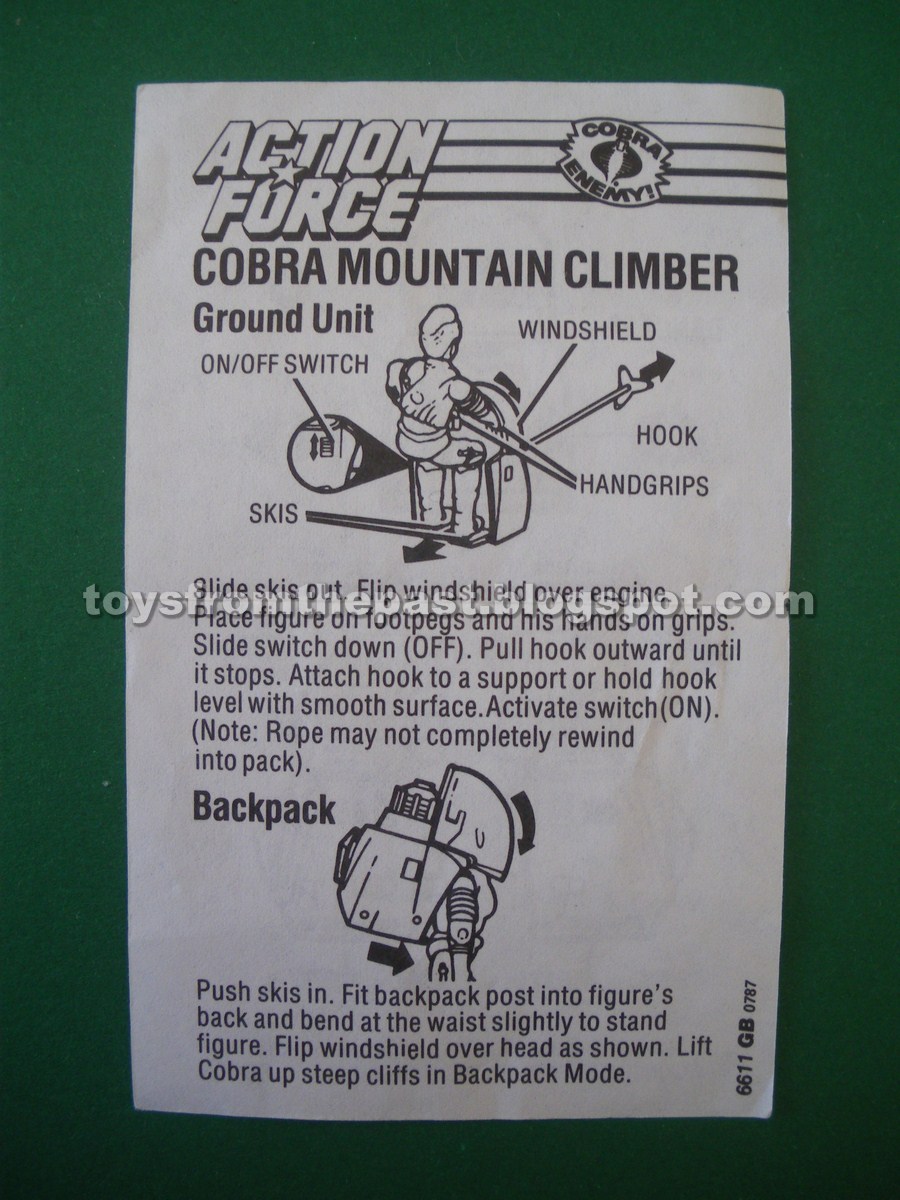 ACTION
FORCE
COBRA
ENEMY!
COBRA MOUNTAIN CLIMBER
Ground Unit
WINDSHIELD
ON/OFF SWITCH
HOOK
HANDGRIPS
SKIS
Slide skis out. Flip windshield over engine.
toysfromthepast.blogspot.com
Place figure on footpegs and his hands on grips.
Slide switch down (OFF). Pull hook outward until
it stops. Attach hook to a support or hold hook
level with smooth surface. Activate switch (ON).
(Note: Rope may not completely rewind
into pack).
Backpack
Push skis in. Fit backpack post into figure's
back and bend at the waist slightly to stand
figure. Flip windshield over head as shown. Lift
Cobra up steep cliffs in Backpack Mode.
6611 GB 0787